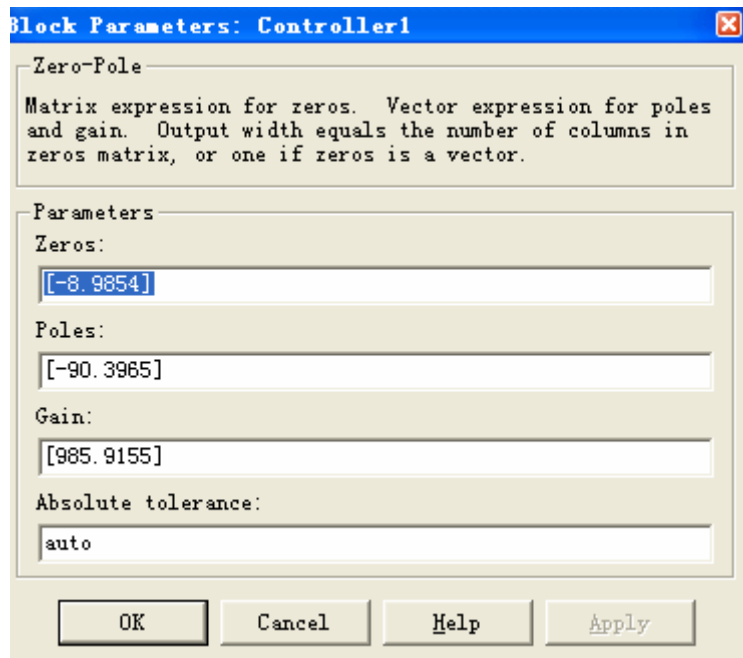 Block Parameters: Controller1
Zero-Pole
Matrix expression for zeros. Vector expression for poles
and gain. Output width equals the number of columns in
zeros matrix, or one if zeros is a vector.
Parameters
Zeros:
[-8.9854]
Poles:
[-90.3965]
Gain:
[985.9155]
Absolute tolerance:
auto
OK Cancel Help Apply